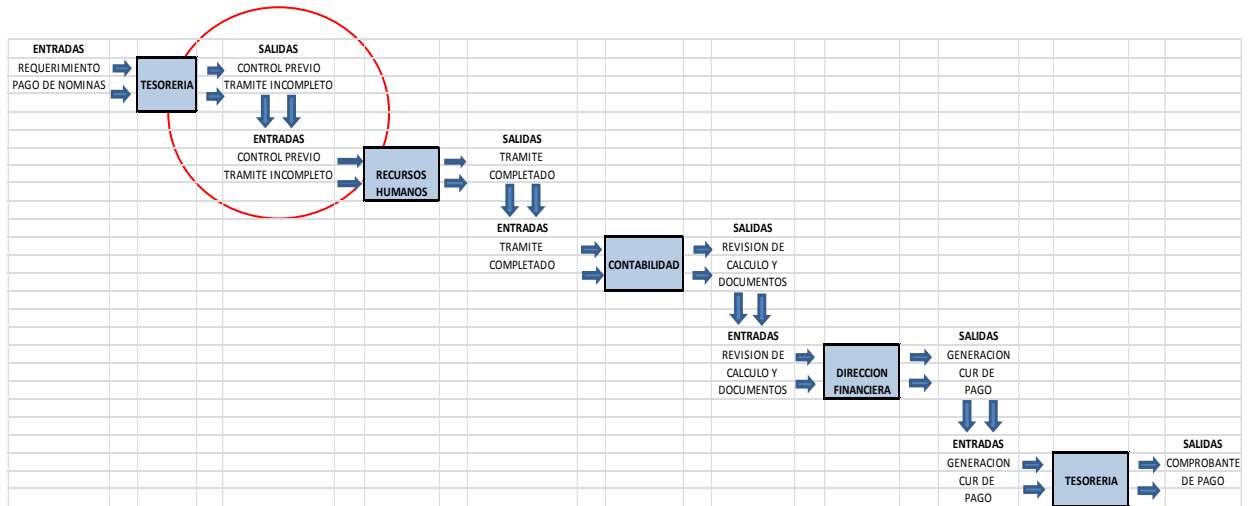 ENTRADAS
REQUERIMIENTO
PAGO DE NOMINAS
TESORERIA
SALIDAS
CONTROL PREVIO
TRAMITE INCOMPLETO
ENTRADAS
CONTROL PREVIO
TRAMITE INCOMPLETO
RECURSOS
HUMANOS
SALIDAS
TRAMITE
COMPLETADO
ENTRADAS
TRAMITE
COMPLETADO
CONTABILIDAD
SALIDAS
REVISION DE
CALCULO Y
DOCUMENTOS
ENTRADAS
REVISION DE
CALCULO Y
DOCUMENTOS
DIRECCION
FINANCIERA
SALIDAS
GENERACION
CUR DE
PAGO
ENTRADAS
GENERACION
CUR DE
PAGO
TESORERIA
SALIDAS
COMPROBANTE
DE PAGO